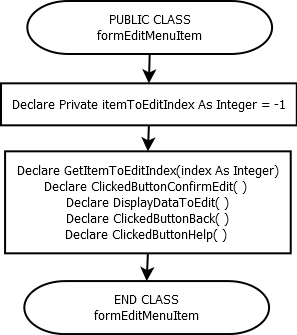 PUBLIC CLASS
formEditMenuItem
Declare Private itemToEditIndex As Integer = -1
Declare GetItemToEditIndex(index As Integer)
Declare ClickedButtonConfirmEdit( )
Declare DisplayDataToEdit( )
Declare ClickedButtonBack( )
Declare ClickedButtonHelp( )
END CLASS
formEditMenuItem